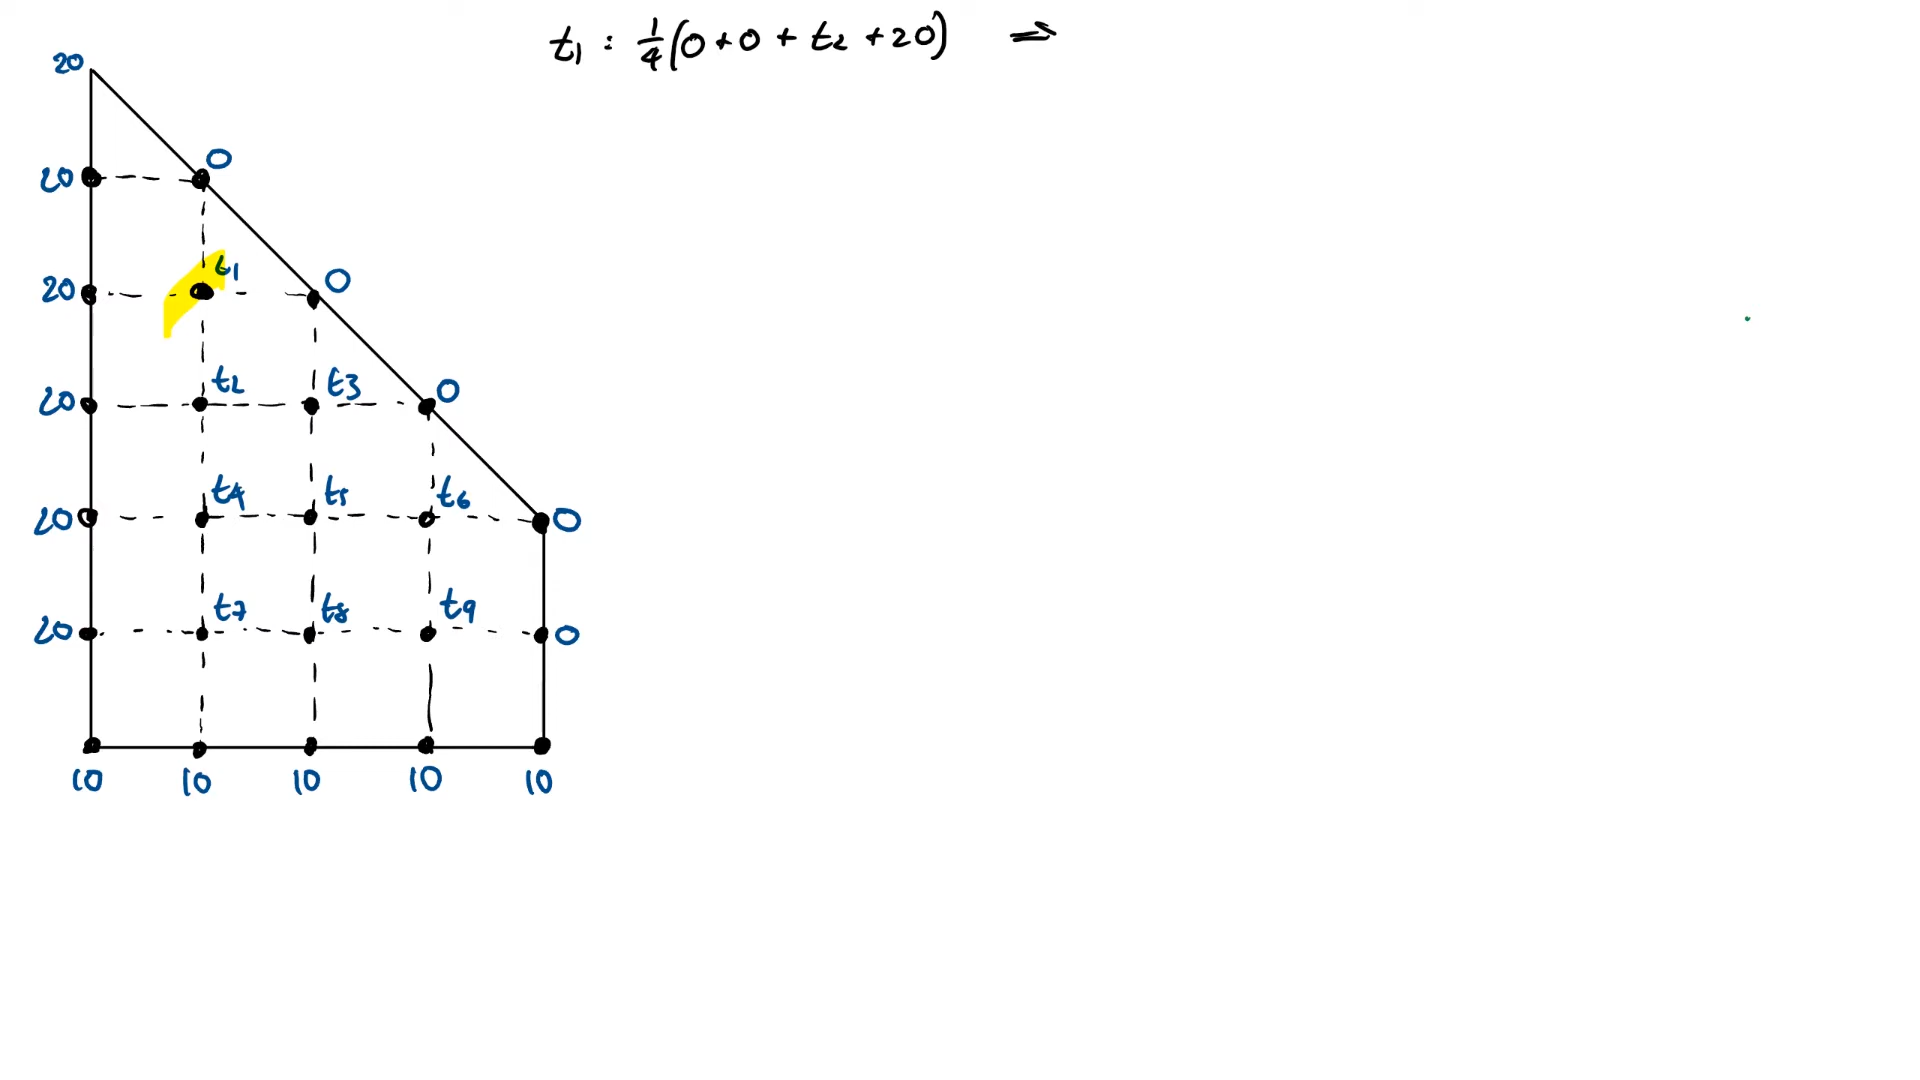 t1 : 1/4(0+0 + t2 +20) ⇒
20
20 0
20 t1 0
20 t2 t3 0
20 t4 t5 t6 0
20 t7 t8 t9 0
10 10 10 10 10